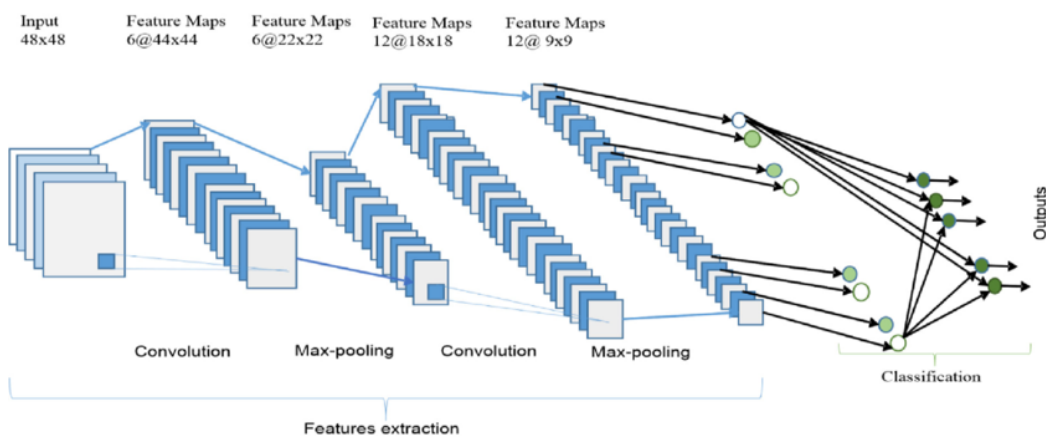 Input
48x48
Feature Maps
6@44x44
Feature Maps
6@22x22
Feature Maps
12@18x18
Feature Maps
12@ 9x9
Outputs
Convolution
Max-pooling
Convolution
Max-pooling
Classification
Features extraction